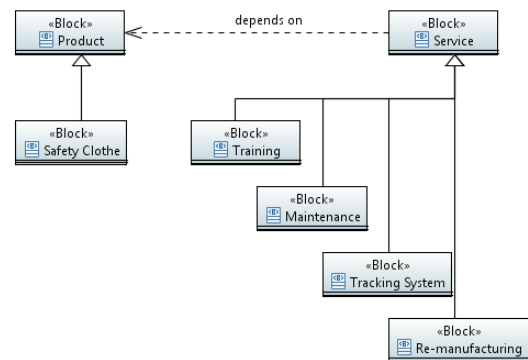 depends on
«Block»
Product
«Block»
Service
«Block»
Safety Clothe
«Block»
Training
«Block»
Maintenance
«Block»
Tracking System
«Block»
Re-manufacturing